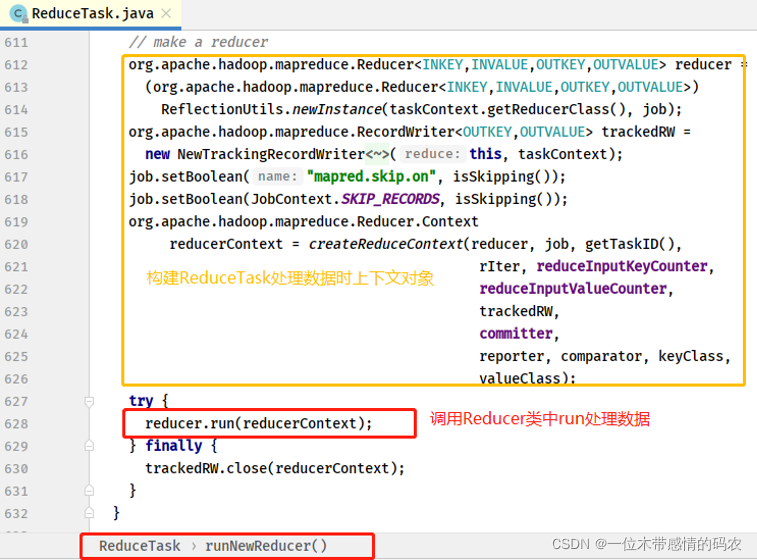 ReduceTask.java
611 // make a reducer
612 org.apache.hadoop.mapreduce.Reducer<INKEY,INVALUE,OUTKEY,OUTVALUE> reducer =
613 (org.apache.hadoop.mapreduce.Reducer<INKEY,INVALUE,OUTKEY,OUTVALUE>)
614 ReflectionUtils.newInstance(taskContext.getReducerClass(), job);
615 org.apache.hadoop.mapreduce.RecordWriter<OUTKEY,OUTVALUE> trackedRW =
616 new NewTrackingRecordWriter<~>( reduce: this, taskContext);
617 job.setBoolean( name: "mapred.skip.on", isSkipping());
618 job.setBoolean(JobContext.SKIP_RECORDS, isSkipping());
619 org.apache.hadoop.mapreduce.Reducer.Context
620 reducerContext = createReduceContext(reducer, job, getTaskID(),
621 rIter, reduceInputKeyCounter,
构建ReduceTask处理数据时上下文对象
622 reduceInputValueCounter,
623 trackedRW,
624 committer,
625 reporter, comparator, keyClass,
626 valueClass);
627 try {
628 reducer.run(reducerContext); 调用Reducer类中run处理数据
629 } finally {
630 trackedRW.close(reducerContext);
631 }
632 }
ReduceTask › runNewReducer()
CSDN @一位木带感情的码农